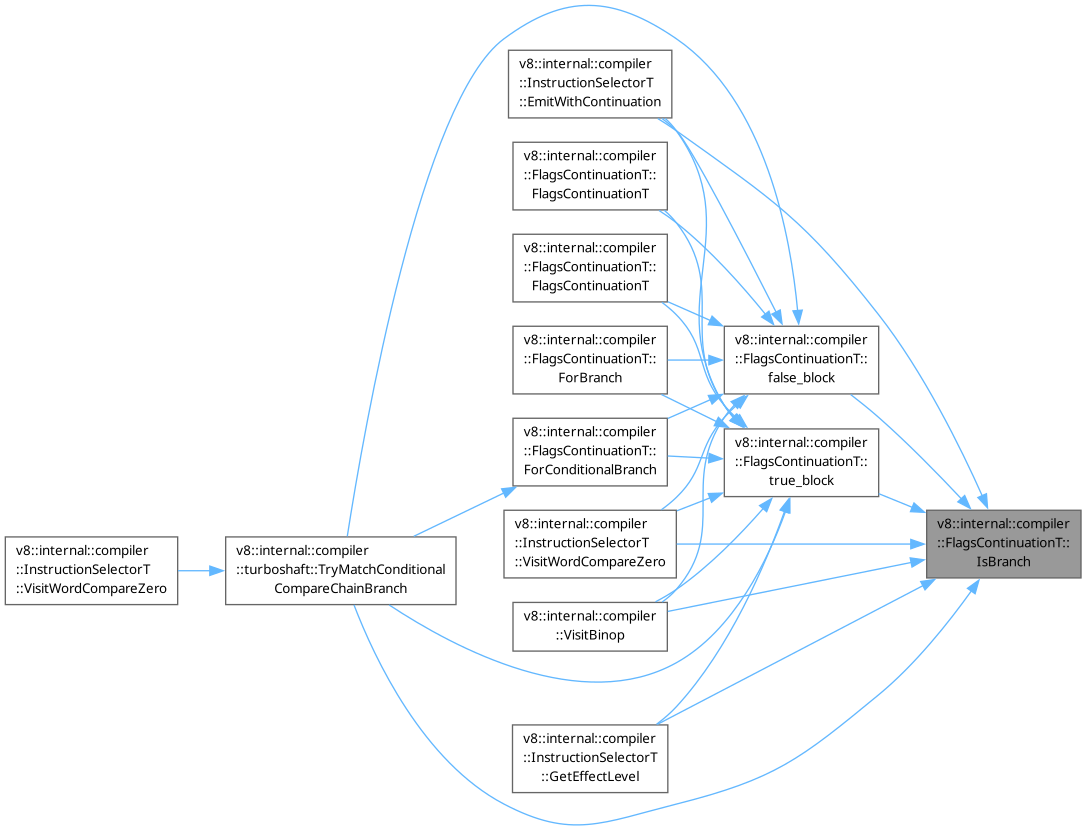 v8::internal::compiler
::InstructionSelectorT
::EmitWithContinuation
v8::internal::compiler
::FlagsContinuationT::
FlagsContinuationT
v8::internal::compiler
::FlagsContinuationT::
FlagsContinuationT
v8::internal::compiler
::FlagsContinuationT::
ForBranch
v8::internal::compiler
::FlagsContinuationT::
false_block
v8::internal::compiler
::FlagsContinuationT::
ForConditionalBranch
v8::internal::compiler
::FlagsContinuationT::
true_block
v8::internal::compiler
::InstructionSelectorT
::VisitWordCompareZero
v8::internal::compiler
::turboshaft::TryMatchConditional
CompareChainBranch
v8::internal::compiler
::InstructionSelectorT
::VisitWordCompareZero
v8::internal::compiler
::FlagsContinuationT::
IsBranch
v8::internal::compiler
::VisitBinop
v8::internal::compiler
::InstructionSelectorT
::GetEffectLevel